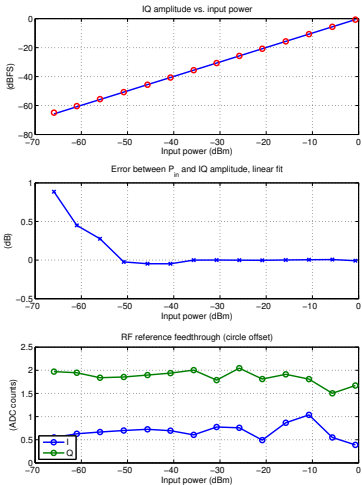 IQ amplitude vs. input power
0
−20
−40
−60
−80
(dBFS)
−70 −60 −50 −40 −30 −20 −10 0
Input power (dBm)
Error between Pin and IQ amplitude, linear fit
1
0.5
0
−0.5
(dB)
−70 −60 −50 −40 −30 −20 −10 0
Input power (dBm)
RF reference feedthrough (circle offset)
2.5
2
1.5
1
0.5
0
(ADC counts)
I
Q
−70 −60 −50 −40 −30 −20 −10 0
Input power (dBm)